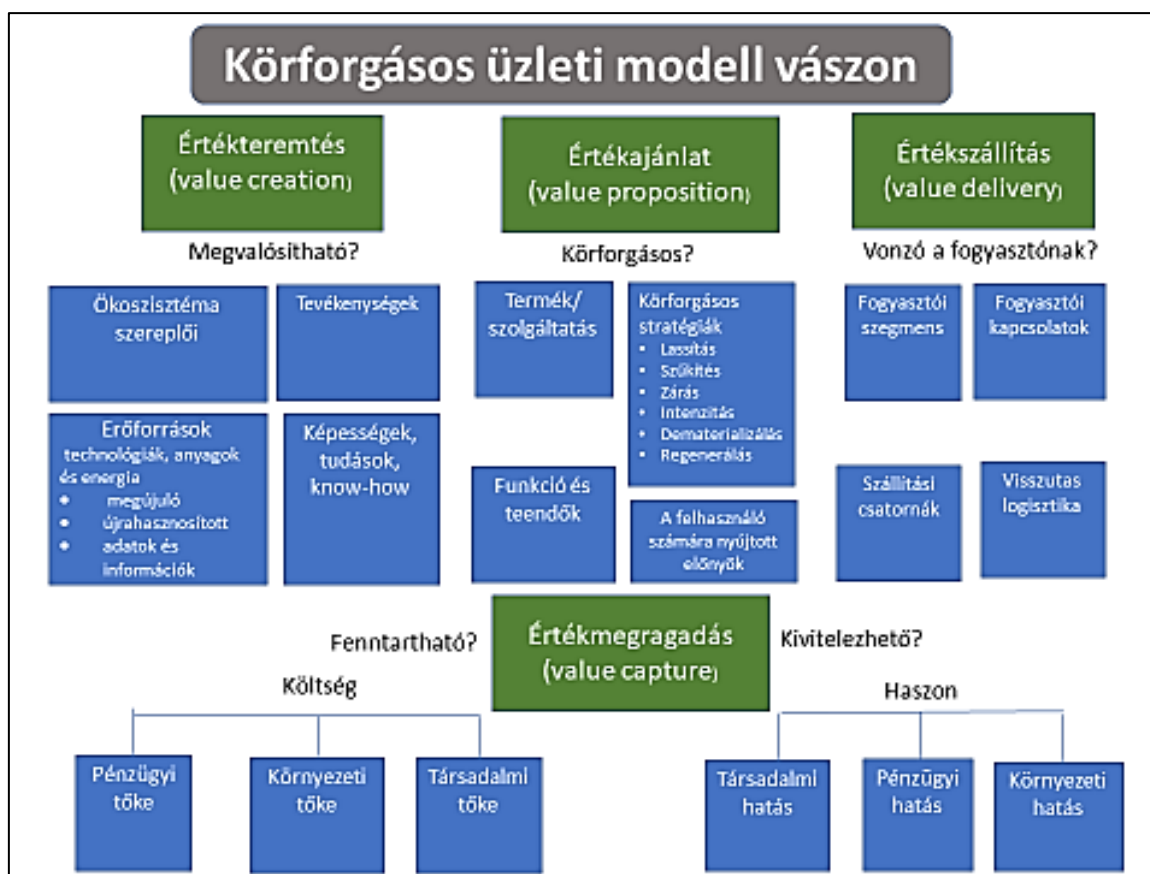 Körforgásos üzleti modell vászon
Értékteremtés
(value creation)
Megvalósítható?
Ökoszisztéma
szereplői
Tevékenységek
Erőforrások
technológiák, anyagok
és energia
• megújuló
• újrahasznosított
• adatok és
információk
Képességek,
tudások,
know-how
Értékajánlat
(value proposition)
Körforgásos?
Termék/
szolgáltatás
Körforgásos
stratégiák
• Lassítás
• Szűkítés
• Zárás
• Intenzitás
• Dematerializálás
• Regenerálás
Funkció és
teendők
A felhasználó
számára nyújtott
előnyök
Értékszállítás
(value delivery)
Vonzó a fogyasztónak?
Fogyasztói
szegmens
Fogyasztói
kapcsolatok
Szállítási
csatornák
Visszutas
logisztika
Fenntartható?
Értékmegragadás
(value capture)
Kivitelezhető?
Költség
Pénzügyi
tőke
Környezeti
tőke
Társadalmi
tőke
Haszon
Társadalmi
hatás
Pénzügyi
hatás
Környezeti
hatás